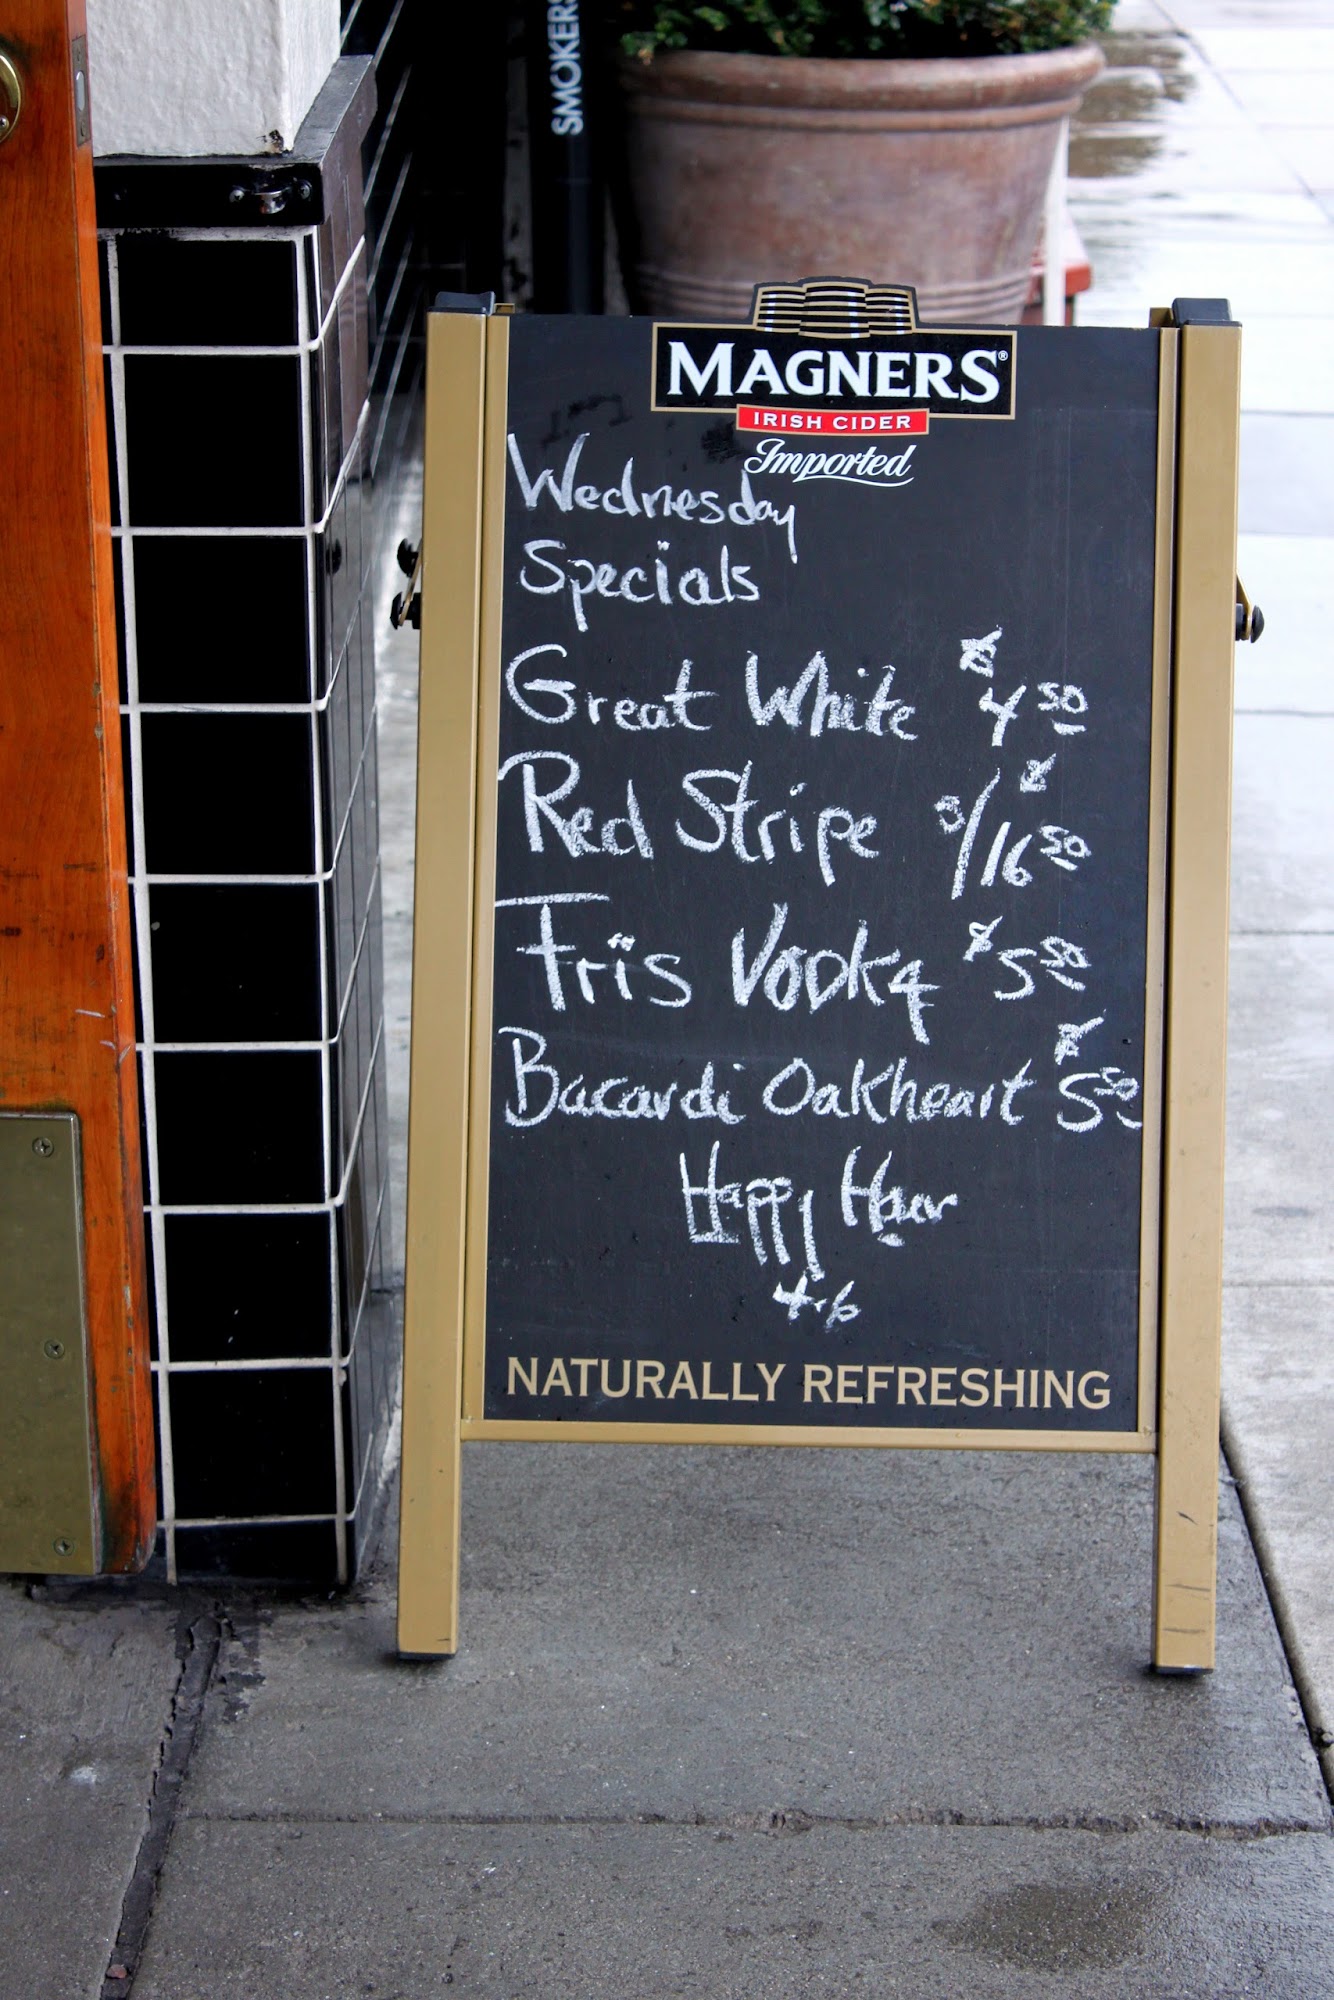 SMOKERS
MAGNERS®
IRISH CIDER
Imported
Wednesday
Specials
Great White $4.50
Red Stripe 3/$16.50
Frïs Vodka $5.50
Bacardi Oakheart $5.50
Happy Hour
4-6
NATURALLY REFRESHING